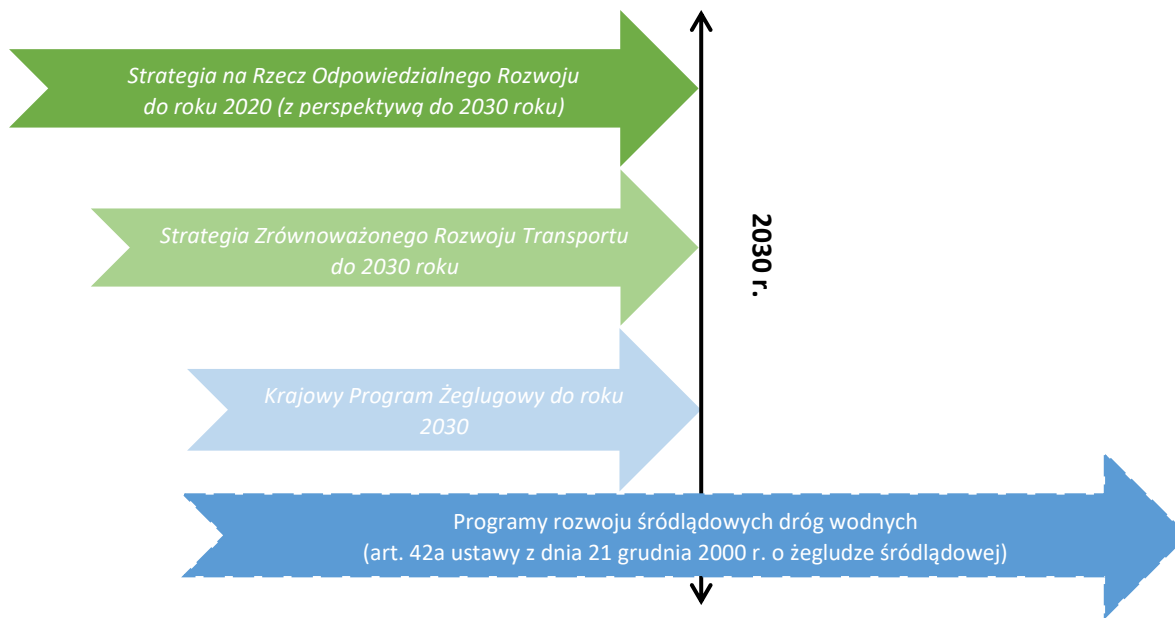 Strategia na Rzecz Odpowiedzialnego Rozwoju
do roku 2020 (z perspektywą do 2030 roku)
Strategia Zrównoważonego Rozwoju Transportu
do 2030 roku
2030 r.
Krajowy Program Żeglugowy do roku
2030
Programy rozwoju śródlądowych dróg wodnych
(art. 42a ustawy z dnia 21 grudnia 2000 r. o żegludze śródlądowej)